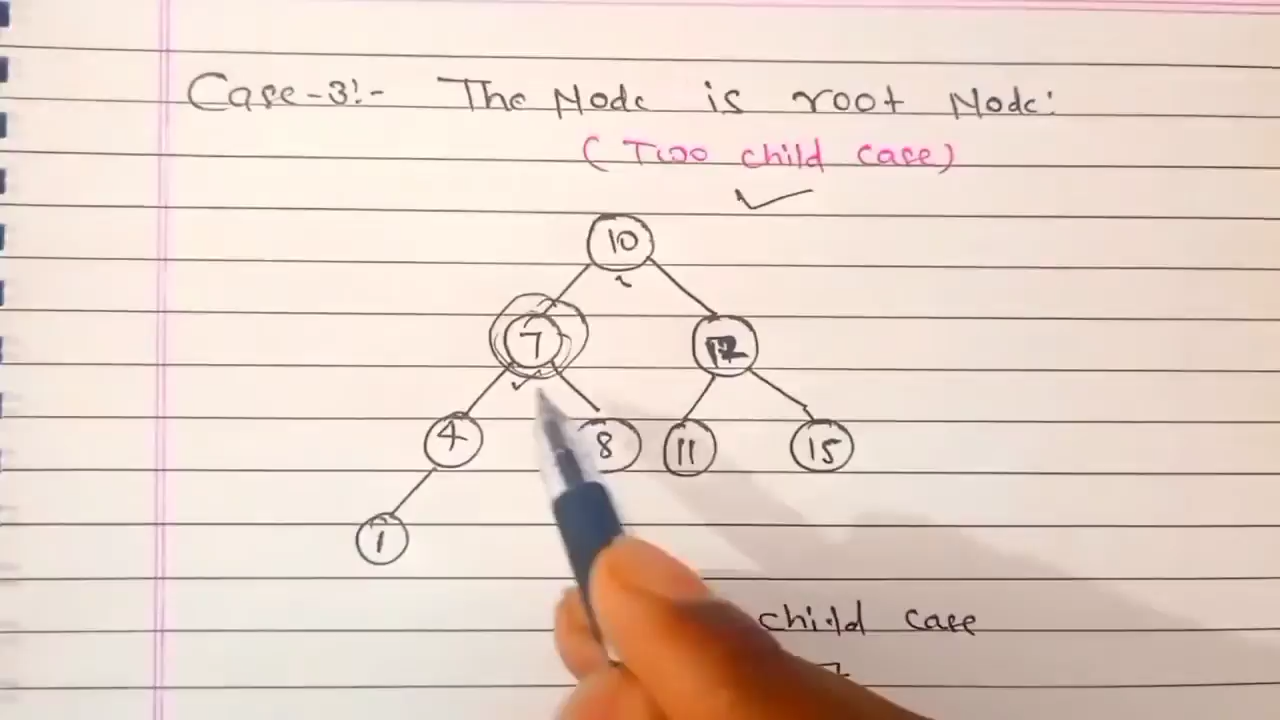 Case-3:- The Node is root Node:
(Two child case)
10
7 12
4 8 11 15
1
child case